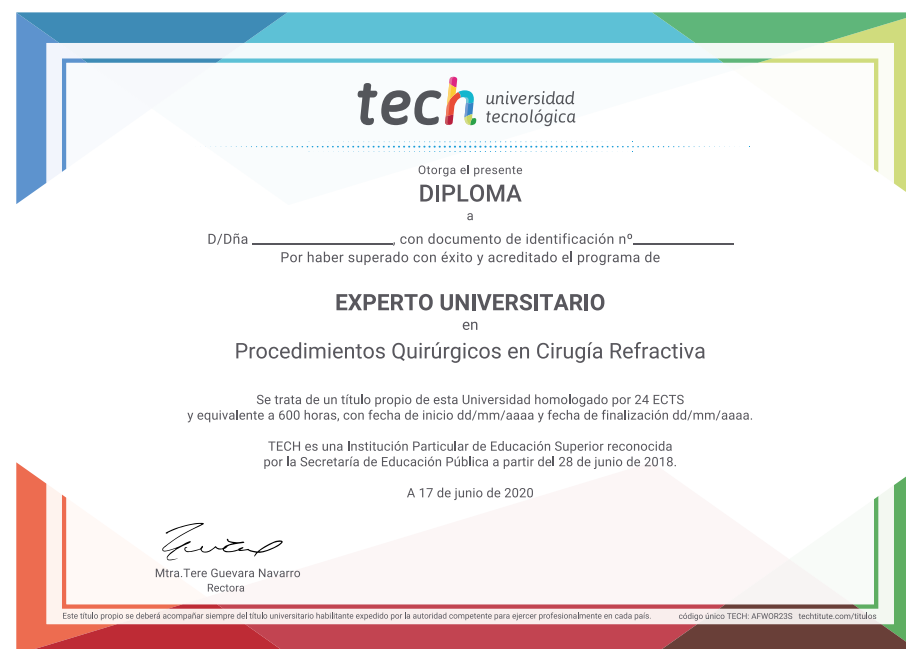 tech universidad
tecnológica
Otorga el presente
DIPLOMA
a
D/Dña ____________________, con documento de identificación nº______________
Por haber superado con éxito y acreditado el programa de
EXPERTO UNIVERSITARIO
en
Procedimientos Quirúrgicos en Cirugía Refractiva
Se trata de un título propio de esta Universidad homologado por 24 ECTS
y equivalente a 600 horas, con fecha de inicio dd/mm/aaaa y fecha de finalización dd/mm/aaaa.
TECH es una Institución Particular de Educación Superior reconocida
por la Secretaría de Educación Pública a partir del 28 de junio de 2018.
A 17 de junio de 2020
Mtra.Tere Guevara Navarro
Rectora
Este título propio se deberá acompañar siempre del título universitario habilitante expedido por la autoridad competente para ejercer profesionalmente en cada país. código único TECH: AFWOR23S techtitute.com/titulos